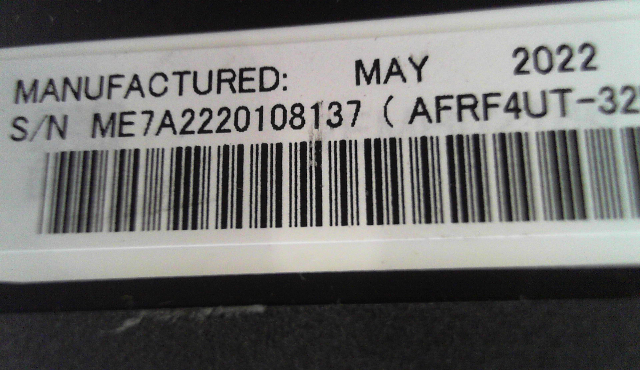 MANUFACTURED: MAY 2022
S/N ME7A2220108137 ( AFRF4UT-32